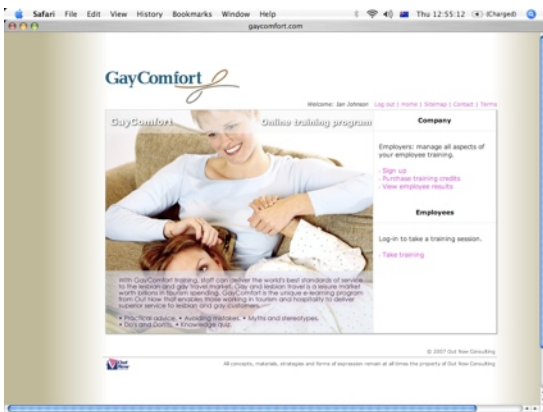 Safari File Edit View History Bookmarks Window Help Thu 12:55:12 (Charged)
gaycomfort.com
GayComfort
Welcome: Jan Johnson Log out | Home | Sitemap | Contact | Terms
GayComfort Online training program
Company
Employers: manage all aspects of
your employee training.
Sign up
Purchase training credits
View employee results
Employees
Log-in to take a training session.
Take training
With GayComfort training, staff can deliver the world's best standards of service
to the lesbian and gay travel market. Gay and lesbian travel is a leisure market
worth billions in tourism spending. GayComfort is the unique e-learning program
from Out Now that enables those working in tourism and hospitality to deliver
superior service to lesbian and gay customers.
• Practical advice. • Avoiding mistakes. • Myths and stereotypes.
• Do's and Don'ts. • Knowledge quiz.
© 2007 Out Now Consulting
Out Now
All concepts, materials, strategies and forms of expression remain at all times the property of Out Now Consulting